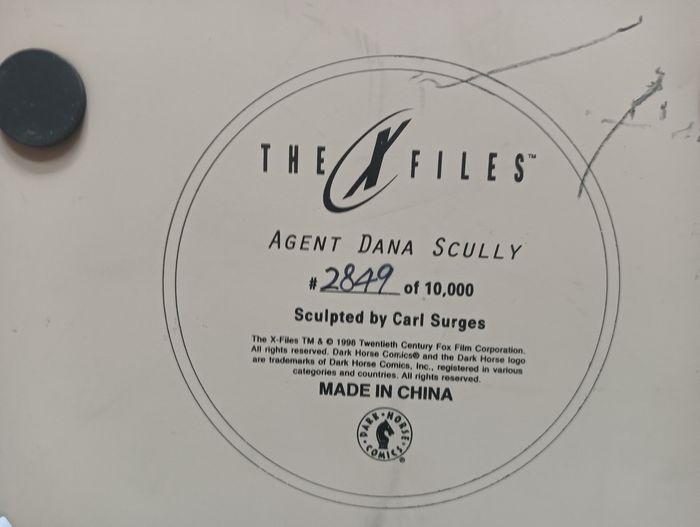 THE X FILES™
AGENT DANA SCULLY
# 2849 of 10,000
Sculpted by Carl Surges
The X-Files TM & © 1998 Twentieth Century Fox Film Corporation.
All rights reserved. Dark Horse Comics® and the Dark Horse logo
are trademarks of Dark Horse Comics, Inc., registered in various
categories and countries. All rights reserved.
MADE IN CHINA
DARK HORSE COMICS ®